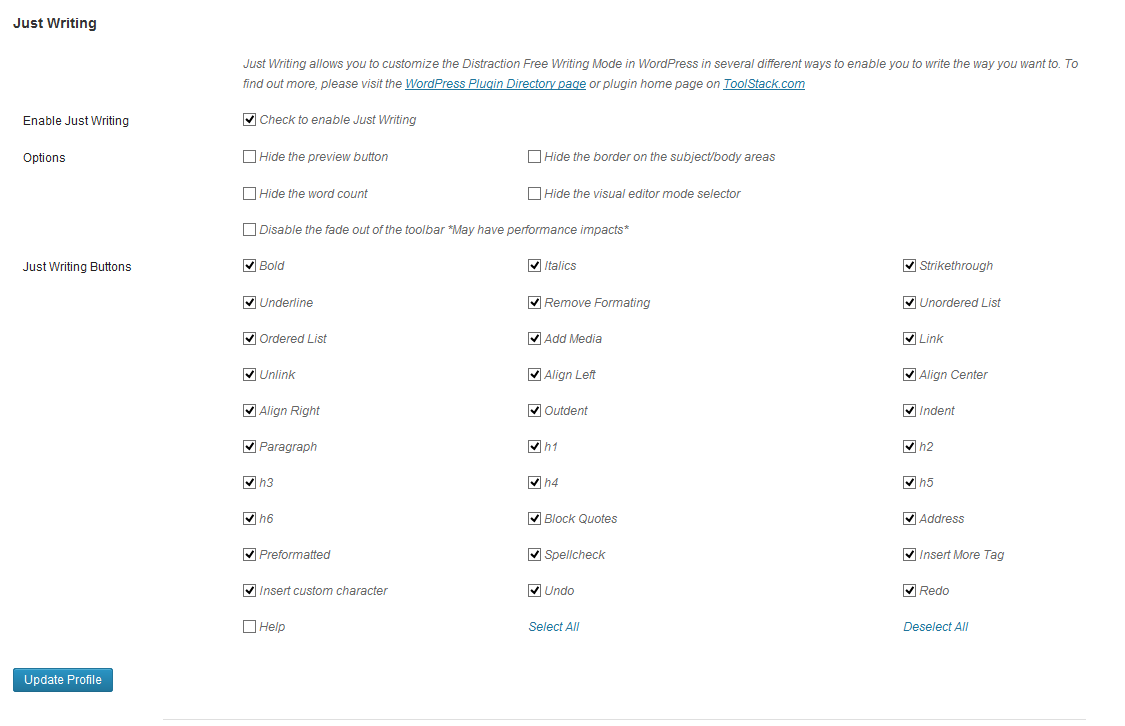 Just Writing
Just Writing allows you to customize the Distraction Free Writing Mode in WordPress in several different ways to enable you to write the way you want to. To
find out more, please visit the WordPress Plugin Directory page or plugin home page on ToolStack.com
Enable Just Writing Check to enable Just Writing
Options Hide the preview button Hide the border on the subject/body areas
Hide the word count Hide the visual editor mode selector
Disable the fade out of the toolbar *May have performance impacts*
Just Writing Buttons Bold Italics Strikethrough
Underline Remove Formating Unordered List
Ordered List Add Media Link
Unlink Align Left Align Center
Align Right Outdent Indent
Paragraph h1 h2
h3 h4 h5
h6 Block Quotes Address
Preformatted Spellcheck Insert More Tag
Insert custom character Undo Redo
Help Select All Deselect All
Update Profile